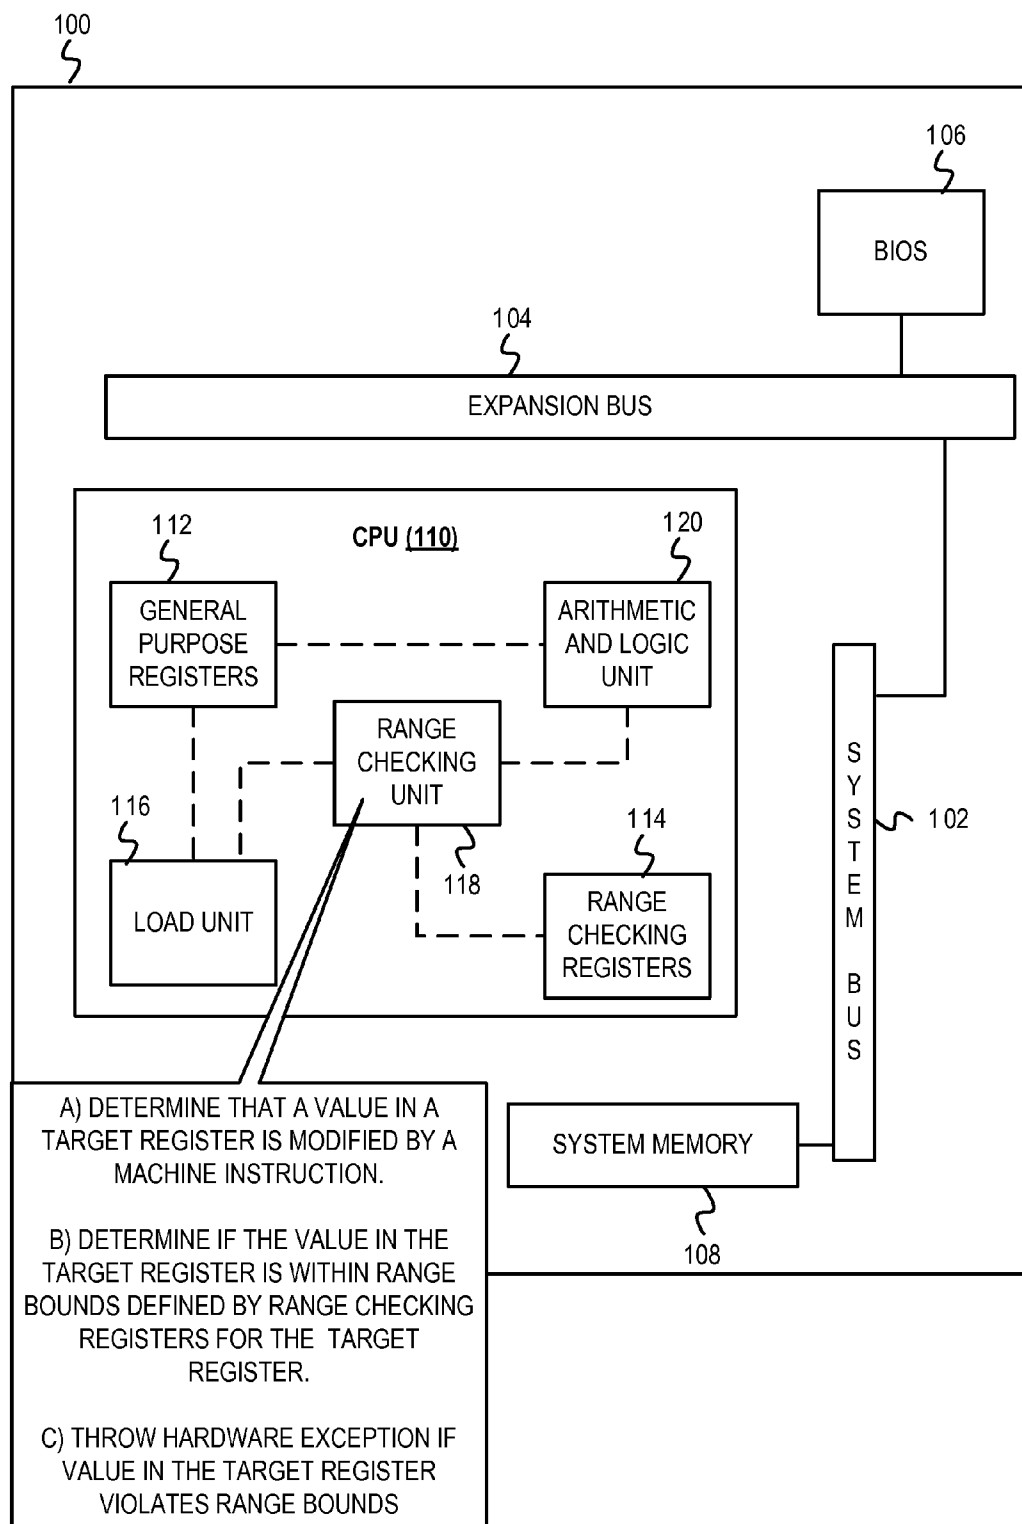 100
106
BIOS
104
EXPANSION BUS
CPU (110)
112
120
GENERAL
PURPOSE
REGISTERS
ARITHMETIC
AND LOGIC
UNIT
RANGE
CHECKING
UNIT
116
118
114
LOAD UNIT
RANGE
CHECKING
REGISTERS
SYSTEM BUS
102
A) DETERMINE THAT A VALUE IN A
TARGET REGISTER IS MODIFIED BY A
MACHINE INSTRUCTION.
B) DETERMINE IF THE VALUE IN THE
TARGET REGISTER IS WITHIN RANGE
BOUNDS DEFINED BY RANGE CHECKING
REGISTERS FOR THE TARGET
REGISTER.
C) THROW HARDWARE EXCEPTION IF
VALUE IN THE TARGET REGISTER
VIOLATES RANGE BOUNDS
SYSTEM MEMORY
108